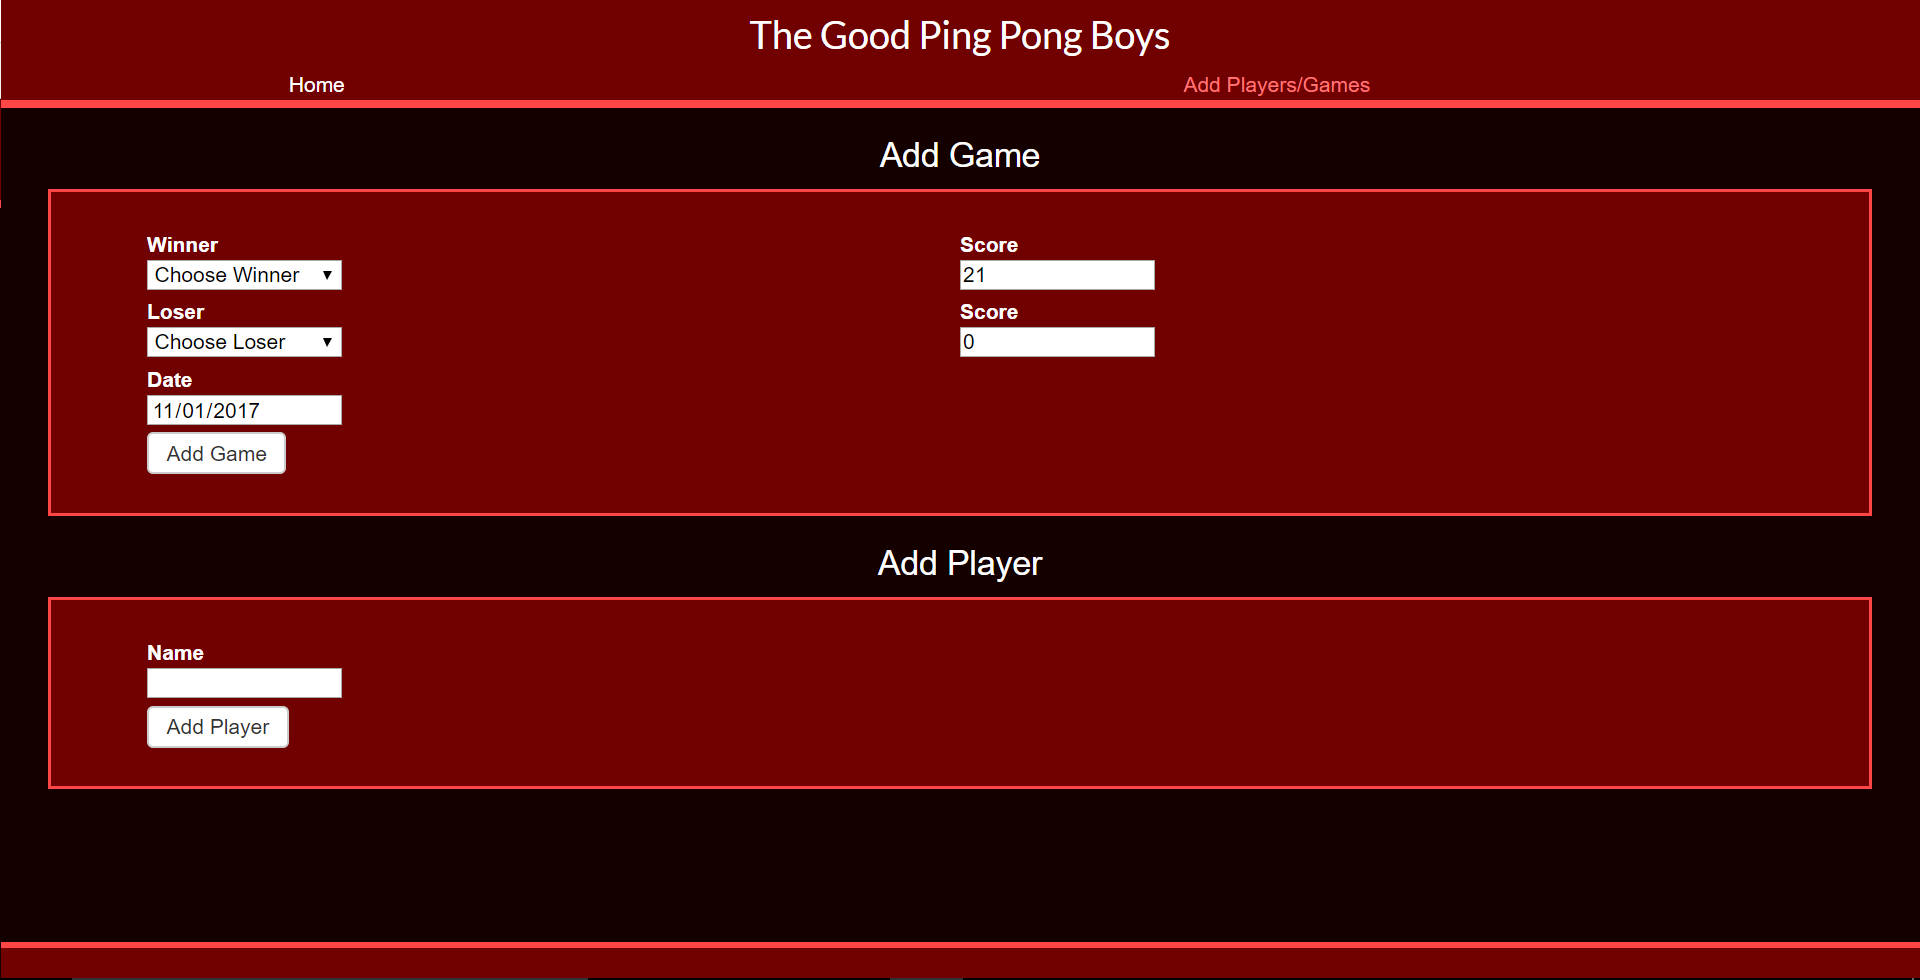 The Good Ping Pong Boys
Home Add Players/Games
Add Game
Winner Score
Choose Winner 21
Loser Score
Choose Loser 0
Date
11/01/2017
Add Game
Add Player
Name
Add Player